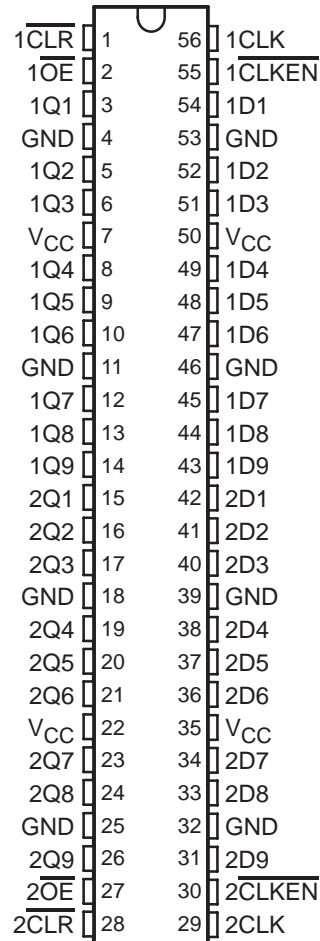 1CLR 1 56 1CLK
1OE 2 55 1CLKEN
1Q1 3 54 1D1
GND 4 53 GND
1Q2 5 52 1D2
1Q3 6 51 1D3
VCC 7 50 VCC
1Q4 8 49 1D4
1Q5 9 48 1D5
1Q6 10 47 1D6
GND 11 46 GND
1Q7 12 45 1D7
1Q8 13 44 1D8
1Q9 14 43 1D9
2Q1 15 42 2D1
2Q2 16 41 2D2
2Q3 17 40 2D3
GND 18 39 GND
2Q4 19 38 2D4
2Q5 20 37 2D5
2Q6 21 36 2D6
VCC 22 35 VCC
2Q7 23 34 2D7
2Q8 24 33 2D8
GND 25 32 GND
2Q9 26 31 2D9
2OE 27 30 2CLKEN
2CLR 28 29 2CLK